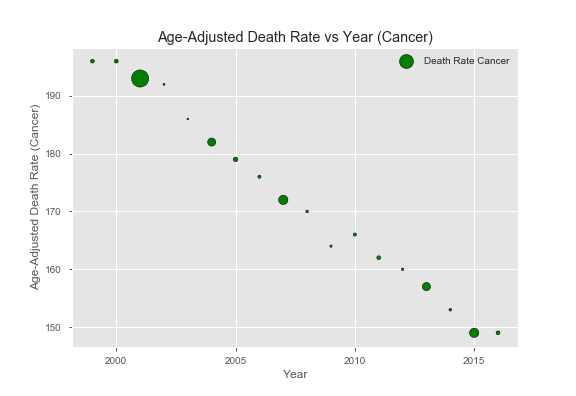 Age-Adjusted Death Rate vs Year (Cancer)
Death Rate Cancer
Age-Adjusted Death Rate (Cancer)
190
180
170
160
150
2000
2005
2010
2015
Year